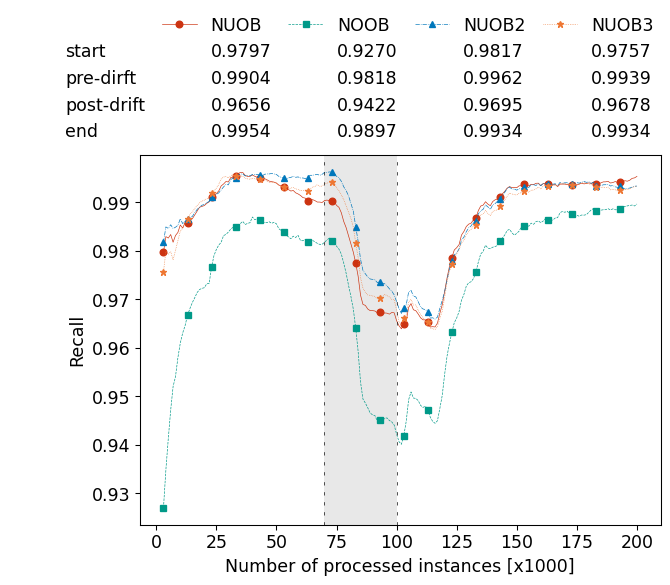 NUOB NOOB NUOB2 NUOB3
start 0.9797 0.9270 0.9817 0.9757
pre-dirft 0.9904 0.9818 0.9962 0.9939
post-drift 0.9656 0.9422 0.9695 0.9678
end 0.9954 0.9897 0.9934 0.9934
0.99
0.98
0.97
0.96
0.95
0.94
0.93
Recall
0 25 50 75 100 125 150 175 200
Number of processed instances [x1000]